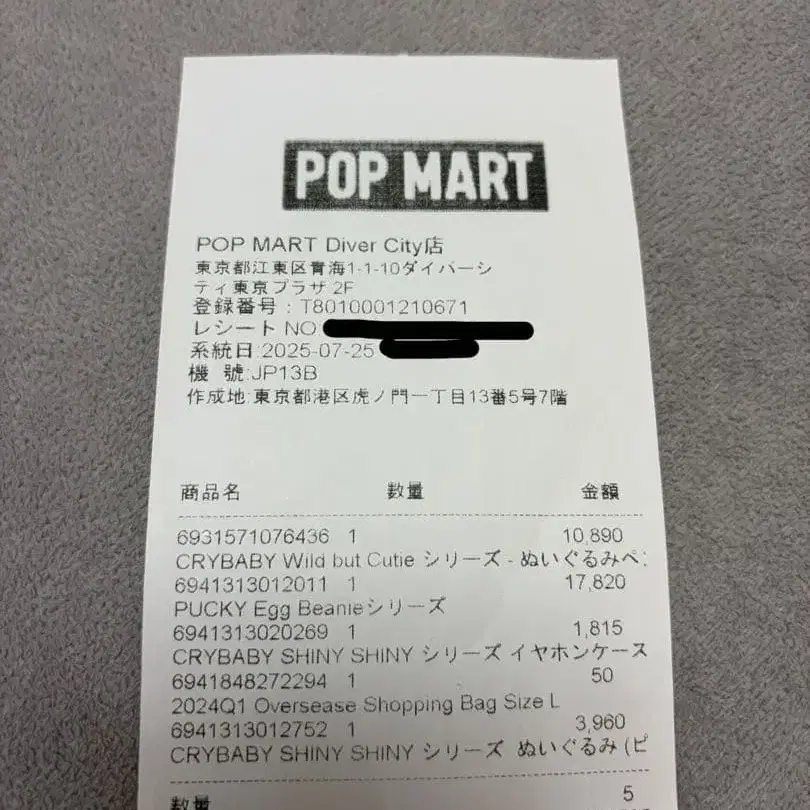 POP MART
POP MART Diver City店
東京都江東区青海1-1-10ダイバーシ
ティ東京プラザ 2F
登録番号 : T8010001210671
レシート NO:
系統日:2025-07-25
機 號:JP13B
作成地:東京都港区虎ノ門一丁目13番5号7階
商品名 数量 金額
6931571076436 1 10,890
CRYBABY Wild but Cutie シリーズ - ぬいぐるみペン
6941313012011 1 17,820
PUCKY Egg Beanieシリーズ
6941313020269 1 1,815
CRYBABY SHINY SHINY シリーズ イヤホンケース
6941848272294 1 50
2024Q1 Oversease Shopping Bag Size L
6941313012752 1 3,960
CRYBABY SHINY SHINY シリーズ ぬいぐるみ (ピ
数量 5